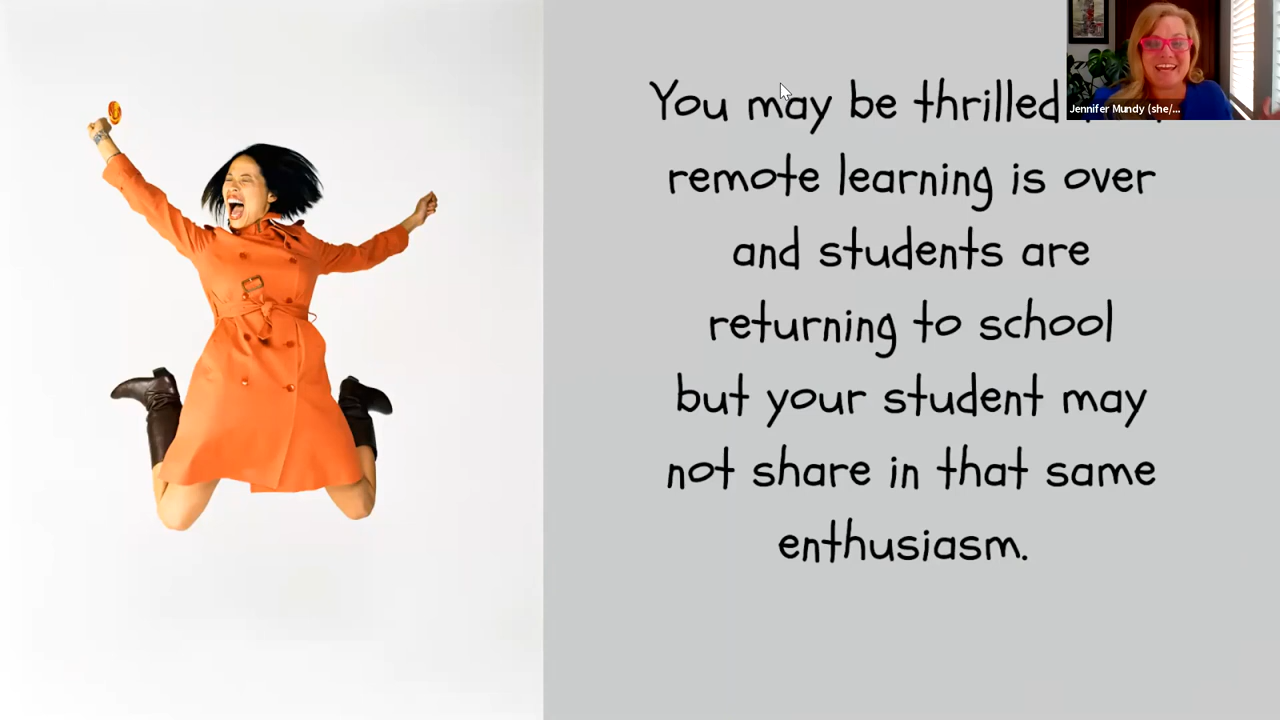 You may be thrilled
remote learning is over
and students are
returning to school
but your student may
not share in that same
enthusiasm.
Jennifer Mundy (she/...